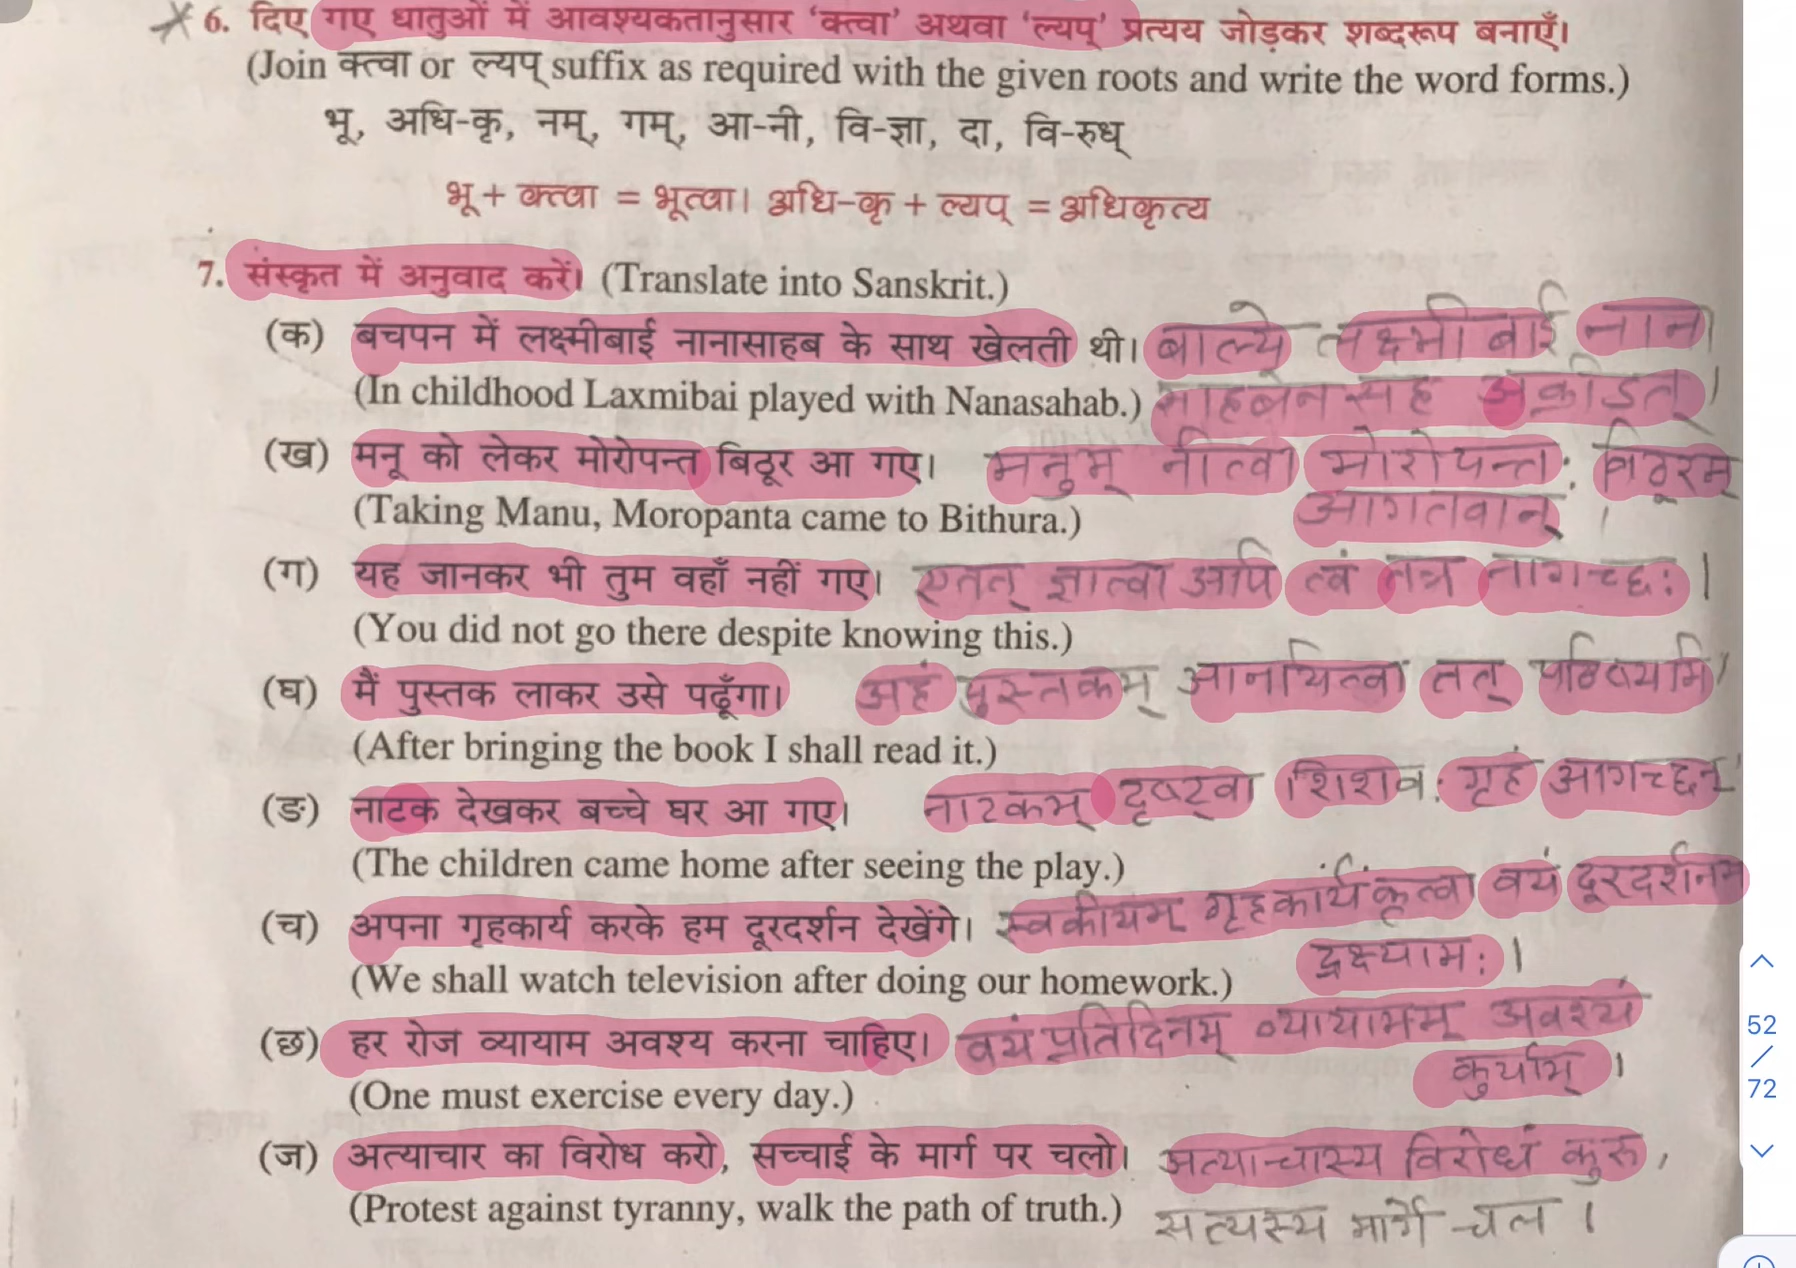 6. दिए गए धातुओं में आवश्यकतानुसार ‘क्त्वा’ अथवा ‘ल्यप्’ प्रत्यय जोड़कर शब्दरूप बनाएँ।
(Join क्त्वा or ल्यप् suffix as required with the given roots and write the word forms.)
भू, अधि-कृ, नम्, गम्, आ-नी, वि-ज्ञा, दा, वि-रुध्
भू + क्त्वा = भूत्वा। अधि-कृ + ल्यप् = अधिकृत्य
7. संस्कृत में अनुवाद करें। (Translate into Sanskrit.)
(क) बचपन में लक्ष्मीबाई नानासाहब के साथ खेलती थी। बाल्ये लक्ष्मीबाई नाना
(In childhood Laxmibai played with Nanasahab.) साहबेन सह अक्रीडत्।
(ख) मनू को लेकर मोरोपन्त बिठूर आ गए। मनुम् नीत्वा मोरोपन्तः बिठूरम्
(Taking Manu, Moropanta came to Bithura.) आगतवान् ।
(ग) यह जानकर भी तुम वहाँ नहीं गए। एतत् ज्ञात्वा अपि त्वं तत्र नागच्छः।
(You did not go there despite knowing this.)
(घ) मैं पुस्तक लाकर उसे पढूँगा। अहं पुस्तकम् आनयित्वा तत् पठिष्यमि।
(After bringing the book I shall read it.)
(ङ) नाटक देखकर बच्चे घर आ गए। नाटकम् दृष्ट्वा शिशवः गृहं आगच्छन्।
(The children came home after seeing the play.)
(च) अपना गृहकार्य करके हम दूरदर्शन देखेंगे। स्वकीयम् गृहकार्यं कृत्वा वयं दूरदर्शनम्
(We shall watch television after doing our homework.) द्रक्ष्यामः।
(छ) हर रोज व्यायाम अवश्य करना चाहिए। वयं प्रतिदिनम् व्यायामम् अवश्यं
(One must exercise every day.) कुर्याम् ।
(ज) अत्याचार का विरोध करो, सच्चाई के मार्ग पर चलो। अत्याचास्य विरोधं कुरु,
(Protest against tyranny, walk the path of truth.) सत्यस्य मार्गे चल ।
52
/
72